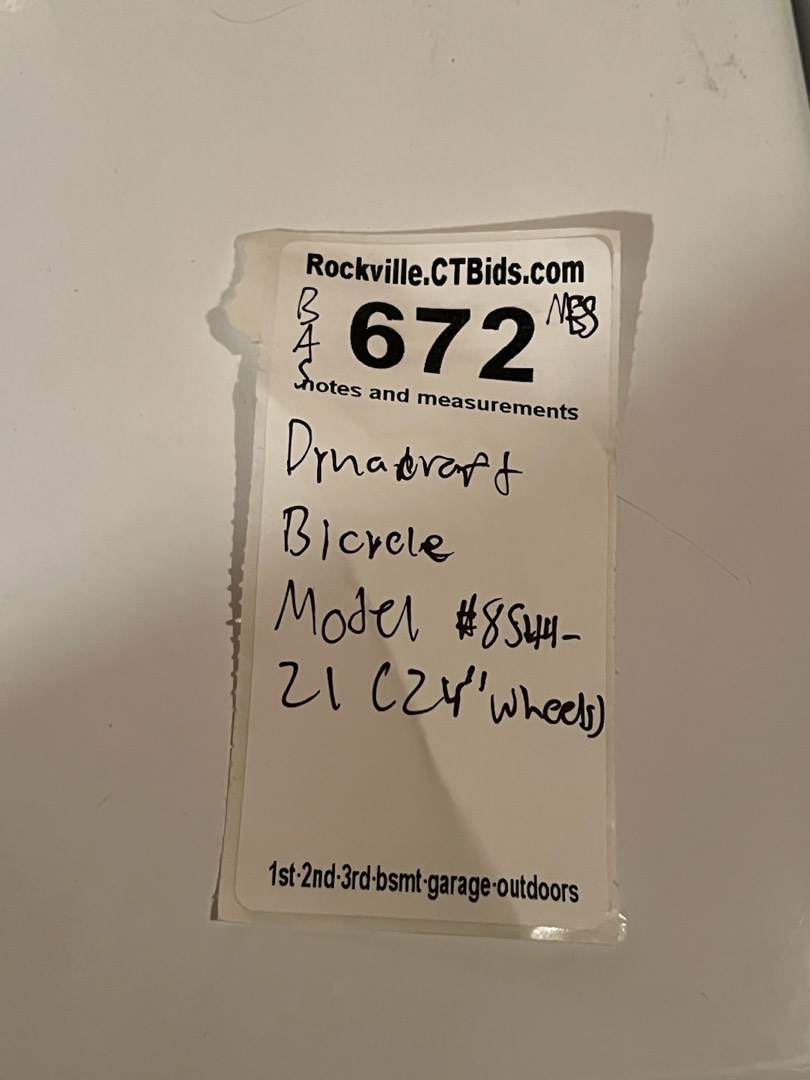 Rockville.CTBids.com
BAS 672
notes and measurements
Dynacraft
Bicycle
Model #8544-
21 (24" wheels)
1st·2nd·3rd·bsmt·garage·outdoors